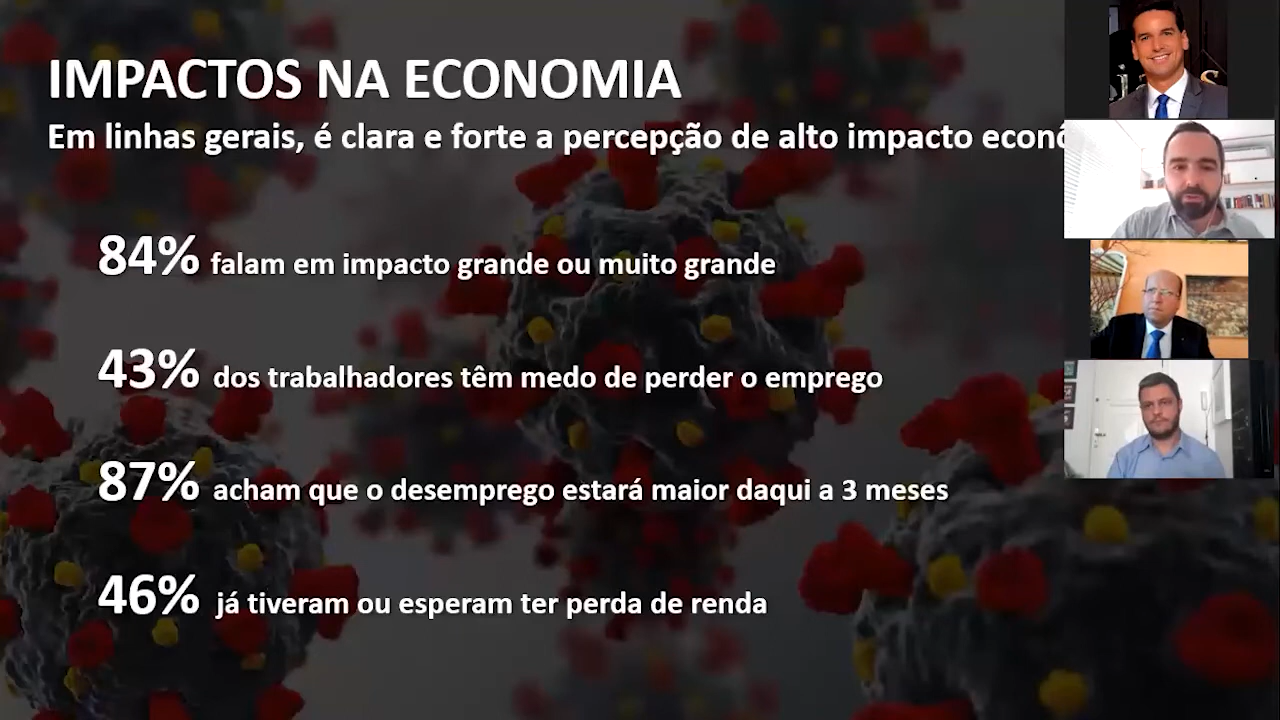 IMPACTOS NA ECONOMIA
Em linhas gerais, é clara e forte a percepção de alto impacto
84% falam em impacto grande ou muito grande
43% dos trabalhadores têm medo de perder o emprego
87% acham que o desemprego estará maior daqui a 3 meses
46% já tiveram ou esperam ter perda de renda